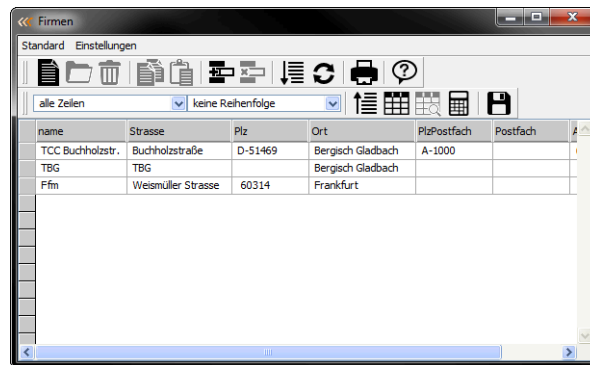 Firmen
Standard Einstellungen
alle Zeilen keine Reihenfolge
name Strasse Plz Ort PlzPostfach Postfach
TCC Buchholzstr. Buchholzstraße D-51469 Bergisch Gladbach A-1000
TBG TBG Bergisch Gladbach
Ffm Weismüller Strasse 60314 Frankfurt